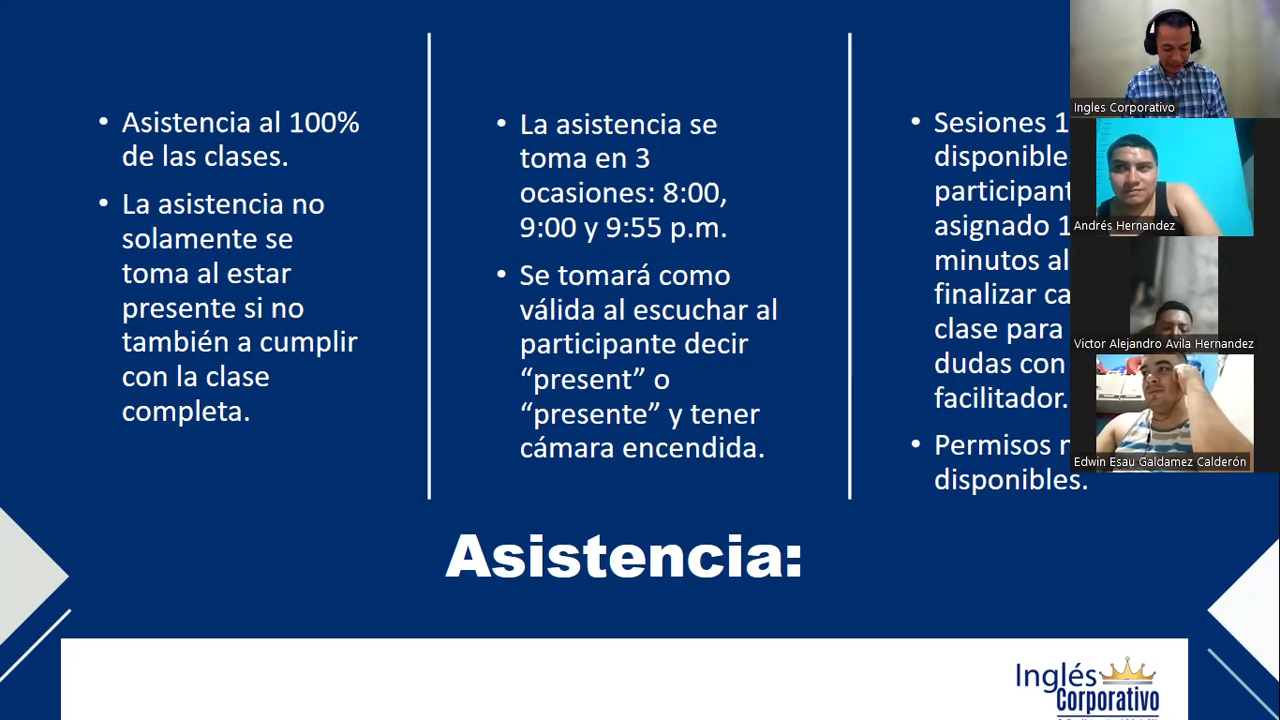 • Asistencia al 100%
de las clases.
• La asistencia no
solamente se
toma al estar
presente si no
también a cumplir
con la clase
completa.
• La asistencia se
toma en 3
ocasiones: 8:00,
9:00 y 9:55 p.m.
• Se tomará como
válida al escuchar al
participante decir
“present” o
“presente” y tener
cámara encendida.
• Sesiones 1
disponible
participant
asignado 1
minutos al
finalizar ca
clase para
dudas con
facilitador.
• Permisos n
disponibles.
Asistencia:
Inglés
Corporativo
Ingles Corporativo
Andrés Hernandez
Victor Alejandro Avila Hernandez
Edwin Esau Galdamez Calderón